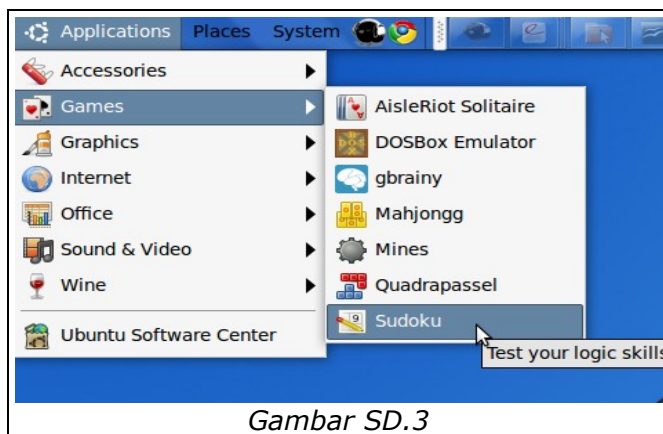 Applications Places System
Accessories
Games
Graphics
Internet
Office
Sound & Video
Wine
Ubuntu Software Center
AisleRiot Solitaire
DOSBox Emulator
gbrainy
Mahjongg
Mines
Quadrapassel
Sudoku
Test your logic skills
Gambar SD.3